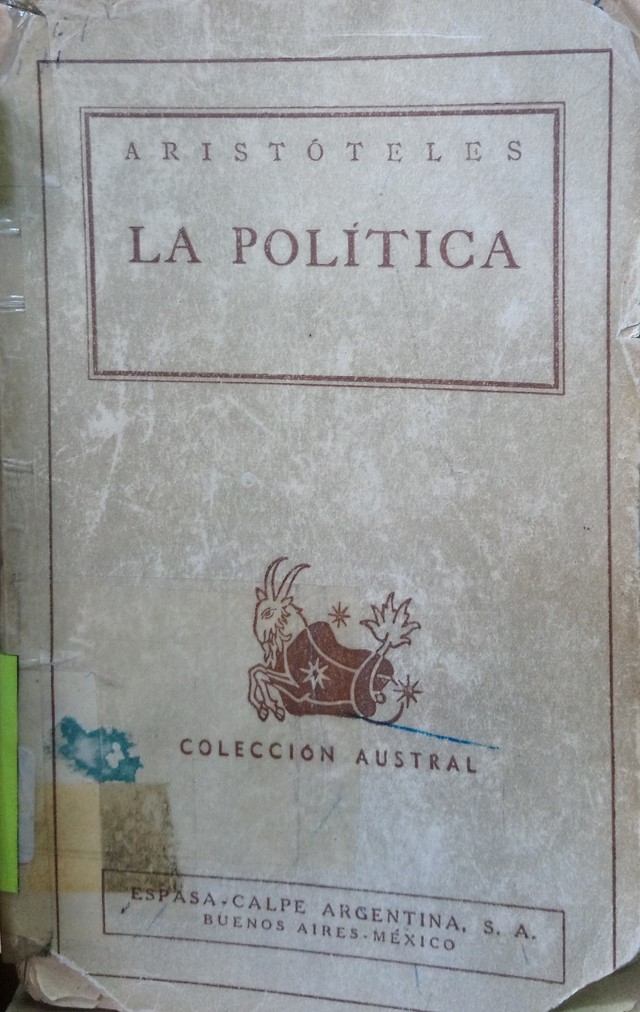 ARISTÓTELES
LA POLÍTICA
COLECCIÓN AUSTRAL
ESPASA-CALPE ARGENTINA, S. A.
BUENOS AIRES-MÉXICO